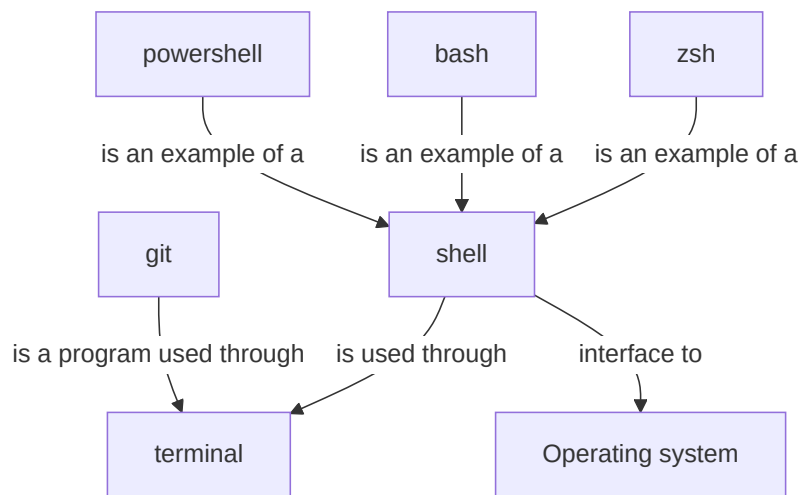 powershell
bash
zsh
is an example of a
is an example of a
is an example of a
git
shell
is a program used through
is used through
interface to
terminal
Operating system